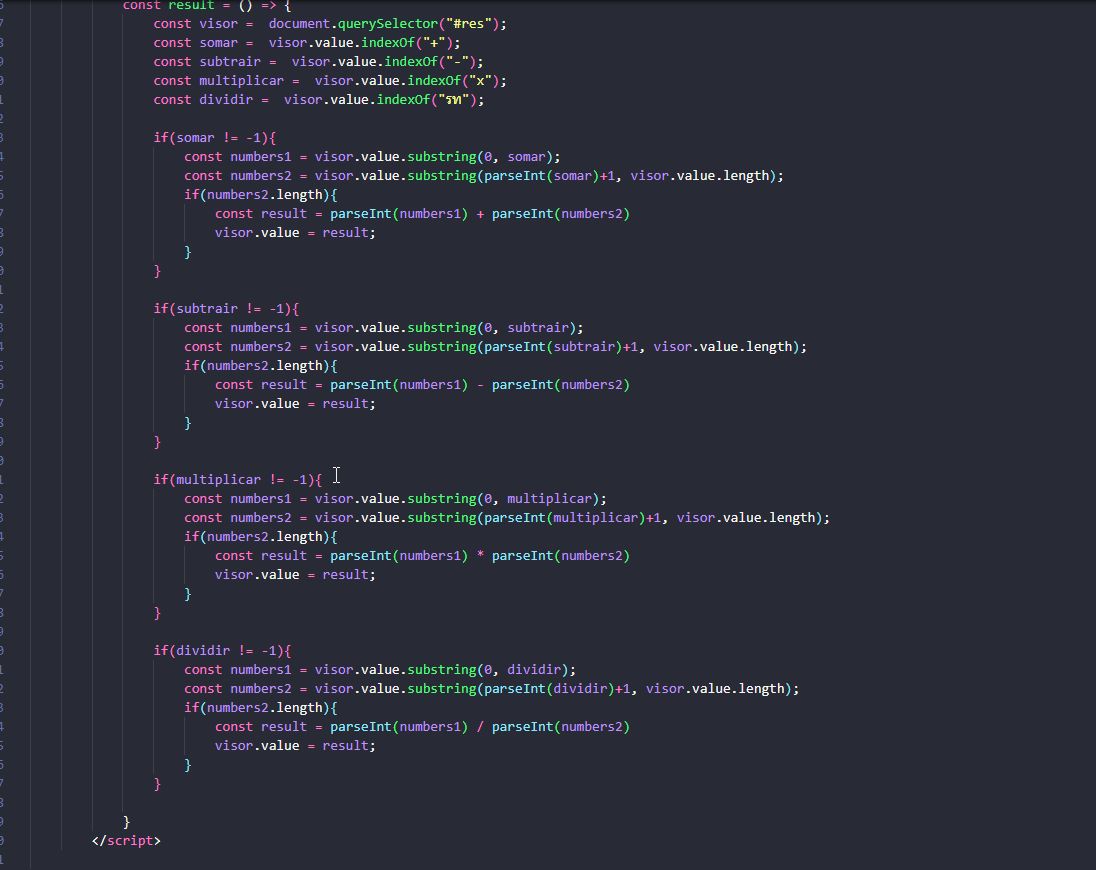 const result = () => {
const visor =  document.querySelector("#res");
const somar =  visor.value.indexOf("+");
const subtrair =  visor.value.indexOf("-");
const multiplicar =  visor.value.indexOf("x");
const dividir =  visor.value.indexOf("รท");
if(somar != -1){
const numbers1 = visor.value.substring(0, somar);
const numbers2 = visor.value.substring(parseInt(somar)+1, visor.value.length);
if(numbers2.length){
const result = parseInt(numbers1) + parseInt(numbers2)
visor.value = result;
}
}
if(subtrair != -1){
const numbers1 = visor.value.substring(0, subtrair);
const numbers2 = visor.value.substring(parseInt(subtrair)+1, visor.value.length);
if(numbers2.length){
const result = parseInt(numbers1) - parseInt(numbers2)
visor.value = result;
}
}
if(multiplicar != -1){
const numbers1 = visor.value.substring(0, multiplicar);
const numbers2 = visor.value.substring(parseInt(multiplicar)+1, visor.value.length);
if(numbers2.length){
const result = parseInt(numbers1) * parseInt(numbers2)
visor.value = result;
}
}
if(dividir != -1){
const numbers1 = visor.value.substring(0, dividir);
const numbers2 = visor.value.substring(parseInt(dividir)+1, visor.value.length);
if(numbers2.length){
const result = parseInt(numbers1) / parseInt(numbers2)
visor.value = result;
}
}
}
</script>